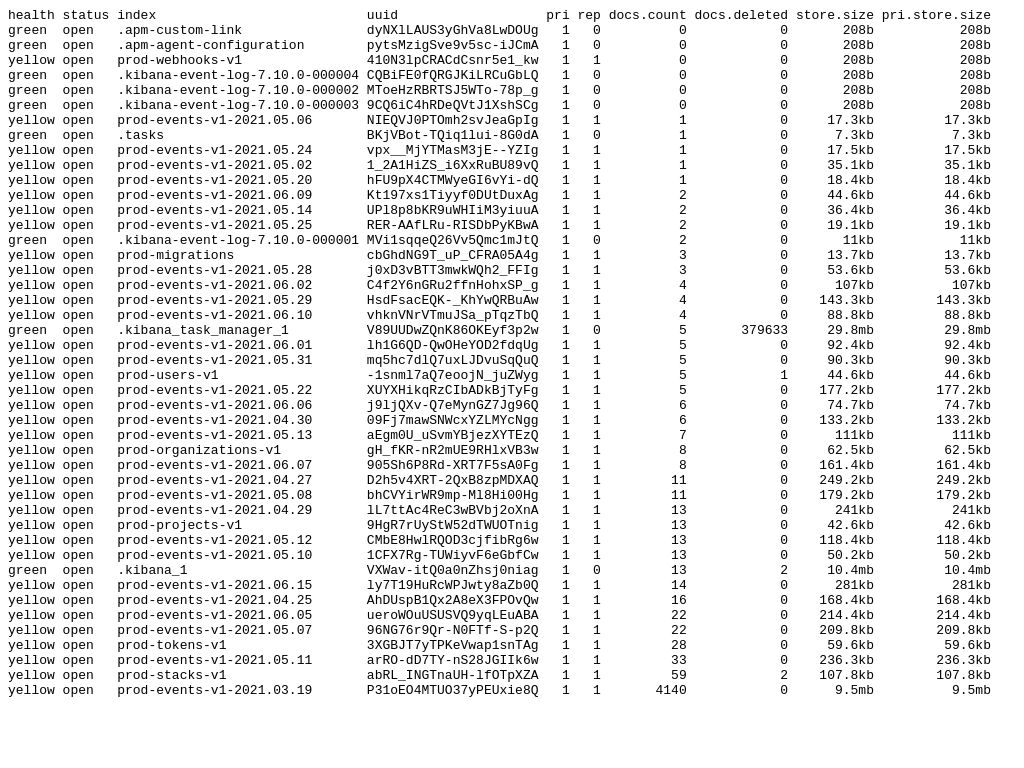 health status index                           uuid                   pri rep docs.count docs.deleted store.size pri.store.size
green  open   .apm-custom-link                dyNXlLAUS3yGhVa8LwDOUg   1   0          0            0       208b           208b
green  open   .apm-agent-configuration        pytsMzigSve9v5sc-iJCmA   1   0          0            0       208b           208b
yellow open   prod-webhooks-v1                410N3lpCRACdCsnr5e1_kw   1   1          0            0       208b           208b
green  open   .kibana-event-log-7.10.0-000004 CQBiFE0fQRGJKiLRCuGbLQ   1   0          0            0       208b           208b
green  open   .kibana-event-log-7.10.0-000002 MToeHzRBRTSJ5WTo-78p_g   1   0          0            0       208b           208b
green  open   .kibana-event-log-7.10.0-000003 9CQ6iC4hRDeQVtJ1XshSCg   1   0          0            0       208b           208b
yellow open   prod-events-v1-2021.05.06       NIEQVJ0PTOmh2svJeaGpIg   1   1          1            0     17.3kb         17.3kb
green  open   .tasks                          BKjVBot-TQiq1lui-8G0dA   1   0          1            0      7.3kb          7.3kb
yellow open   prod-events-v1-2021.05.24       vpx__MjYTMasM3jE--YZIg   1   1          1            0     17.5kb         17.5kb
yellow open   prod-events-v1-2021.05.02       1_2A1HiZS_i6XxRuBU89vQ   1   1          1            0     35.1kb         35.1kb
yellow open   prod-events-v1-2021.05.20       hFU9pX4CTMWyeGI6vYi-dQ   1   1          1            0     18.4kb         18.4kb
yellow open   prod-events-v1-2021.06.09       Kt197xs1Tiyyf0DUtDuxAg   1   1          2            0     44.6kb         44.6kb
yellow open   prod-events-v1-2021.05.14       UPl8p8bKR9uWHIiM3yiuuA   1   1          2            0     36.4kb         36.4kb
yellow open   prod-events-v1-2021.05.25       RER-AAfLRu-RISDbPyKBwA   1   1          2            0     19.1kb         19.1kb
green  open   .kibana-event-log-7.10.0-000001 MVi1sqqeQ26Vv5Qmc1mJtQ   1   0          2            0       11kb           11kb
yellow open   prod-migrations                 cbGhdNG9T_uP_CFRA05A4g   1   1          3            0     13.7kb         13.7kb
yellow open   prod-events-v1-2021.05.28       j0xD3vBTT3mwkWQh2_FFIg   1   1          3            0     53.6kb         53.6kb
yellow open   prod-events-v1-2021.06.02       C4f2Y6nGRu2ffnHohxSP_g   1   1          4            0      107kb          107kb
yellow open   prod-events-v1-2021.05.29       HsdFsacEQK-_KhYwQRBuAw   1   1          4            0    143.3kb        143.3kb
yellow open   prod-events-v1-2021.06.10       vhknVNrVTmuJSa_pTqzTbQ   1   1          4            0     88.8kb         88.8kb
green  open   .kibana_task_manager_1          V89UUDwZQnK86OKEyf3p2w   1   0          5       379633     29.8mb         29.8mb
yellow open   prod-events-v1-2021.06.01       lh1G6QD-QwOHeYOD2fdqUg   1   1          5            0     92.4kb         92.4kb
yellow open   prod-events-v1-2021.05.31       mq5hc7dlQ7uxLJDvuSqQuQ   1   1          5            0     90.3kb         90.3kb
yellow open   prod-users-v1                   -1snml7aQ7eoojN_juZWyg   1   1          5            1     44.6kb         44.6kb
yellow open   prod-events-v1-2021.05.22       XUYXHikqRzCIbADkBjTyFg   1   1          5            0    177.2kb        177.2kb
yellow open   prod-events-v1-2021.06.06       j9ljQXv-Q7eMynGZ7Jg96Q   1   1          6            0     74.7kb         74.7kb
yellow open   prod-events-v1-2021.04.30       09Fj7mawSNWcxYZLMYcNgg   1   1          6            0    133.2kb        133.2kb
yellow open   prod-events-v1-2021.05.13       aEgm0U_uSvmYBjezXYTEzQ   1   1          7            0      111kb          111kb
yellow open   prod-organizations-v1           gH_fKR-nR2mUE9RHlxVB3w   1   1          8            0     62.5kb         62.5kb
yellow open   prod-events-v1-2021.06.07       905Sh6P8Rd-XRT7F5sA0Fg   1   1          8            0    161.4kb        161.4kb
yellow open   prod-events-v1-2021.04.27       D2h5v4XRT-2QxB8zpMDXAQ   1   1         11            0    249.2kb        249.2kb
yellow open   prod-events-v1-2021.05.08       bhCVYirWR9mp-Ml8Hi00Hg   1   1         11            0    179.2kb        179.2kb
yellow open   prod-events-v1-2021.04.29       lL7ttAc4ReC3wBVbj2oXnA   1   1         13            0      241kb          241kb
yellow open   prod-projects-v1                9HgR7rUyStW52dTWUOTnig   1   1         13            0     42.6kb         42.6kb
yellow open   prod-events-v1-2021.05.12       CMbE8HwlRQOD3cjfibRg6w   1   1         13            0    118.4kb        118.4kb
yellow open   prod-events-v1-2021.05.10       1CFX7Rg-TUWiyvF6eGbfCw   1   1         13            0     50.2kb         50.2kb
green  open   .kibana_1                       VXWav-itQ0a0nZhsj0niag   1   0         13            2     10.4mb         10.4mb
yellow open   prod-events-v1-2021.06.15       ly7T19HuRcWPJwty8aZb0Q   1   1         14            0      281kb          281kb
yellow open   prod-events-v1-2021.04.25       AhDUspB1Qx2A8eX3FPOvQw   1   1         16            0    168.4kb        168.4kb
yellow open   prod-events-v1-2021.06.05       ueroWOuUSUSVQ9yqLEuABA   1   1         22            0    214.4kb        214.4kb
yellow open   prod-events-v1-2021.05.07       96NG76r9Qr-N0FTf-S-p2Q   1   1         22            0    209.8kb        209.8kb
yellow open   prod-tokens-v1                  3XGBJT7yTPKeVwap1snTAg   1   1         28            0     59.6kb         59.6kb
yellow open   prod-events-v1-2021.05.11       arRO-dD7TY-nS28JGIIk6w   1   1         33            0    236.3kb        236.3kb
yellow open   prod-stacks-v1                  abRL_INGTnaUH-lfOTpXZA   1   1         59            2    107.8kb        107.8kb
yellow open   prod-events-v1-2021.03.19       P31oEO4MTUO37yPEUxie8Q   1   1       4140            0      9.5mb          9.5mb